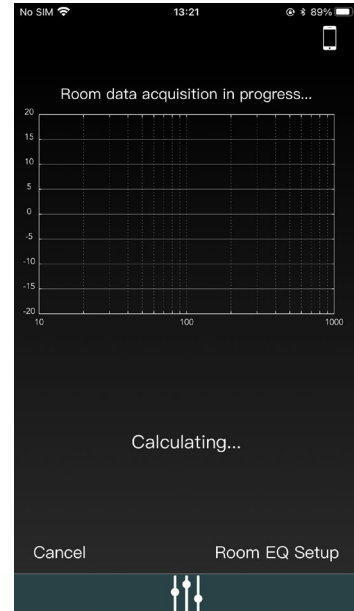 No SIM 13:21 89%
Room data acquisition in progress...
20
15
10
5
0
-5
-10
-15
-20
10 100 1000
Calculating...
Cancel Room EQ Setup